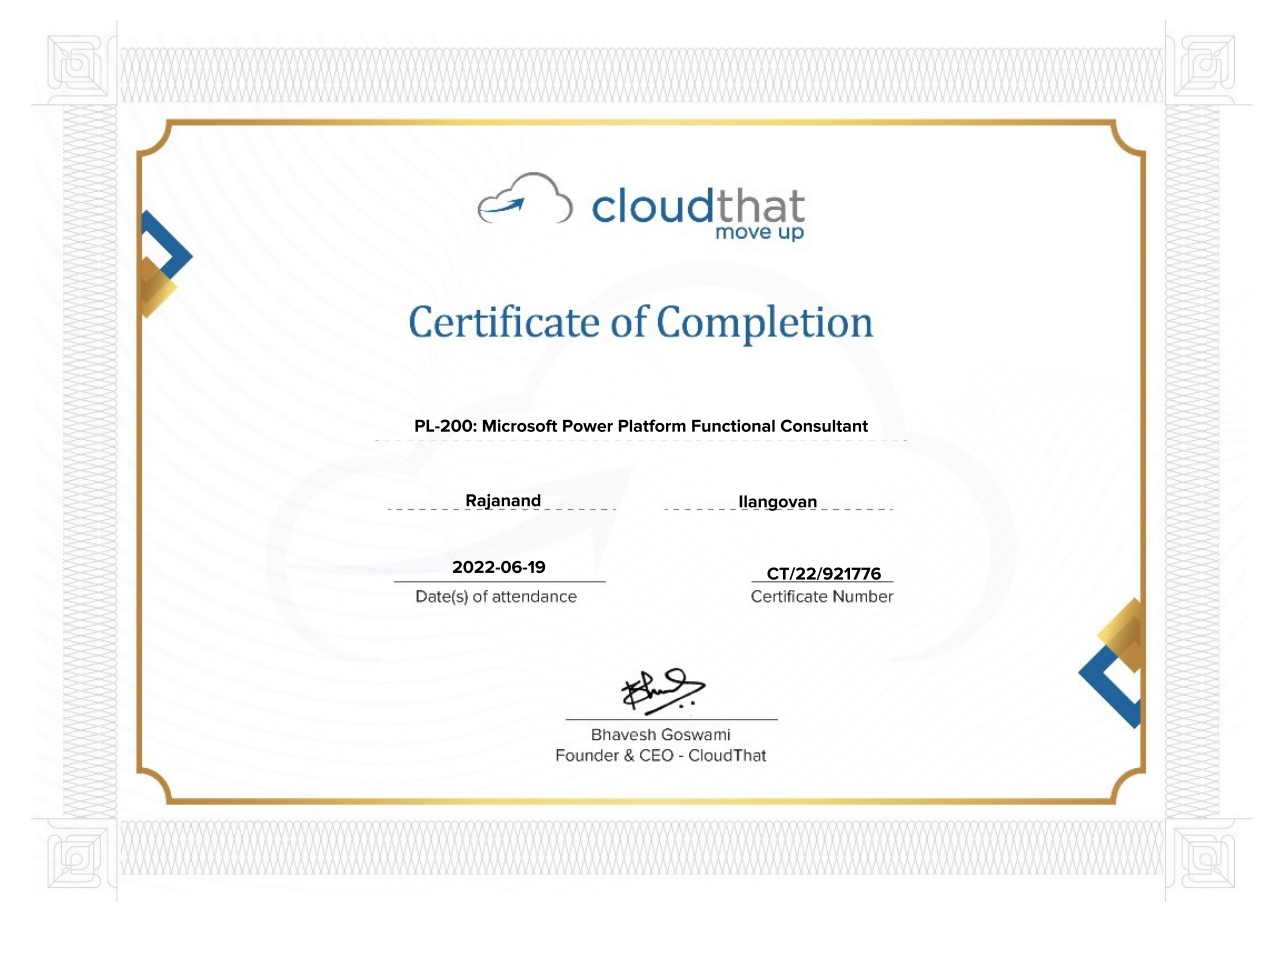 cloudthat
move up
Certificate of Completion
PL-200: Microsoft Power Platform Functional Consultant
Rajanand Ilangovan
2022-06-19 CT/22/921776
Date(s) of attendance Certificate Number
Bhavesh Goswami
Founder & CEO - CloudThat